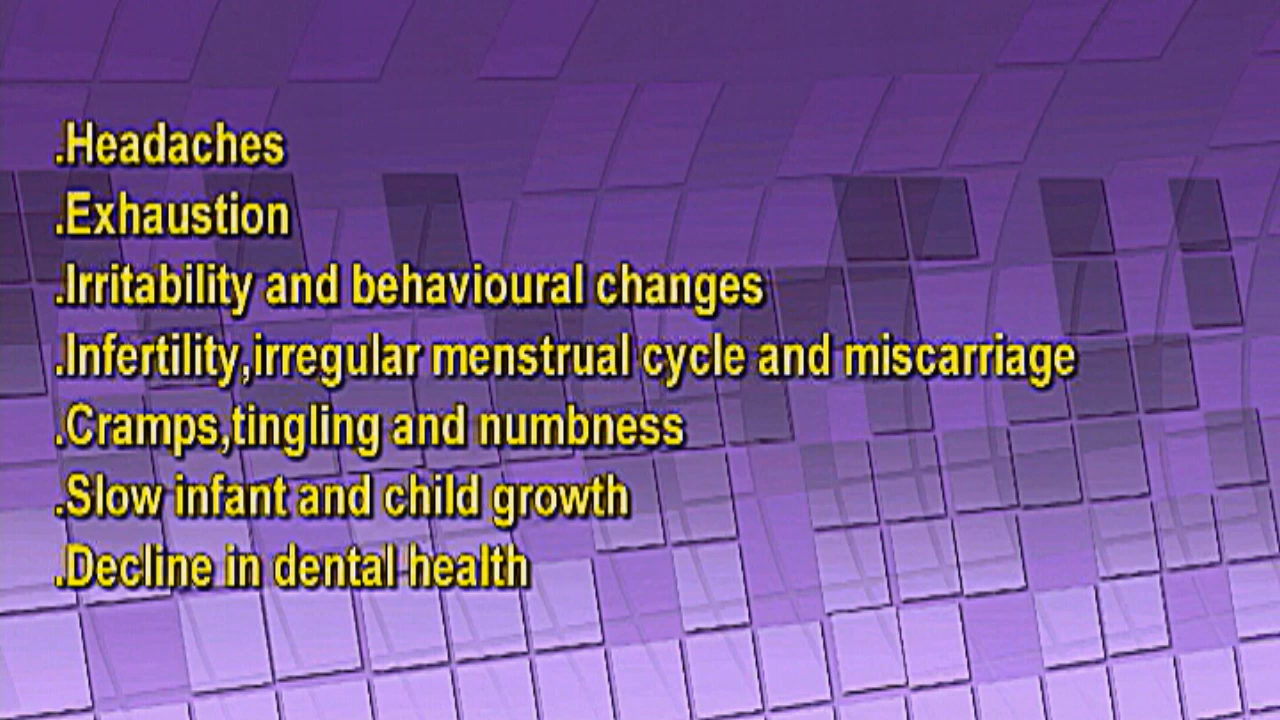 .Headaches
.Exhaustion
.Irritability and behavioural changes
.Infertility,irregular menstrual cycle and miscarriage
.Cramps,tingling and numbness
.Slow infant and child growth
.Decline in dental health